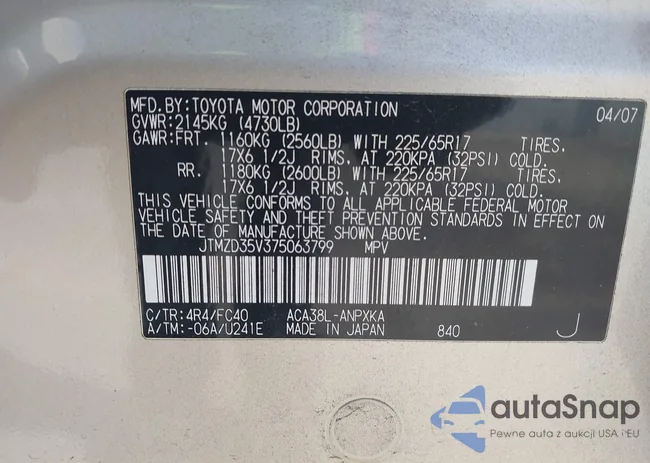 MFD. BY: TOYOTA MOTOR CORPORATION 04/07
GVWR: 2145KG (4730LB)
GAWR: FRT. 1160KG (2560LB) WITH 225/65R17 TIRES.
17X6 1/2J RIMS. AT 220KPA (32PSI) COLD.
RR. 1180KG (2600LB) WITH 225/65R17 TIRES.
17X6 1/2J RIMS. AT 220KPA (32PSI) COLD.
THIS VEHICLE CONFORMS TO ALL APPLICABLE FEDERAL MOTOR
VEHICLE SAFETY AND THEFT PREVENTION STANDARDS IN EFFECT ON
THE DATE OF MANUFACTURE SHOWN ABOVE.
JTMZD35V375063799 MPV
C/TR: 4R4/FC40 ACA38L-ANPXKA
A/TM: -06A/U241E MADE IN JAPAN 840 J
autaSnap
Pewne auta z aukcji USA i EU